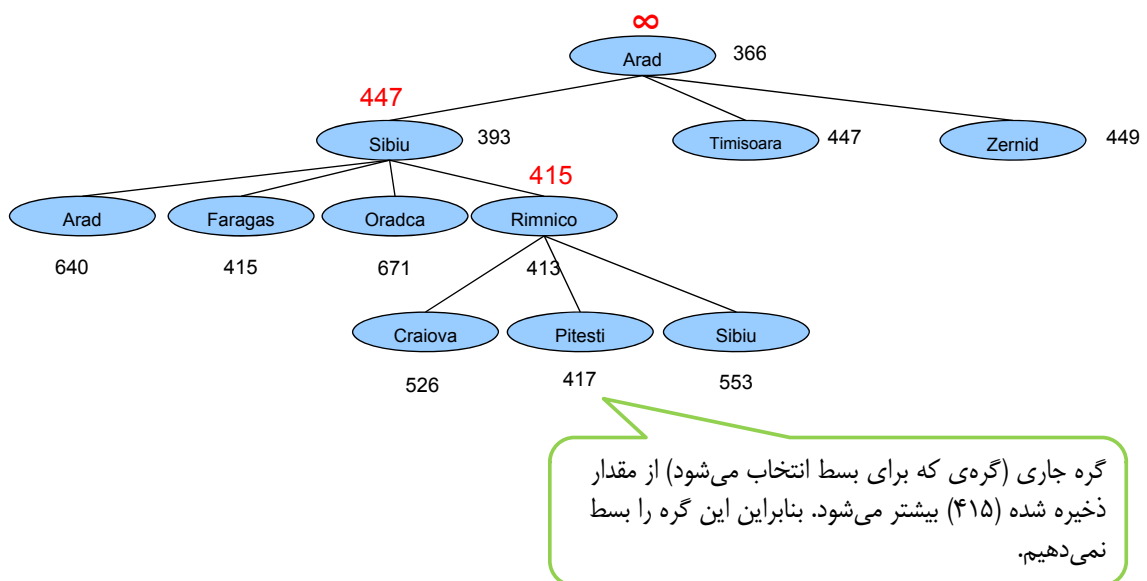 ∞
Arad 366
447
Sibiu 393 Timisoara 447 Zernid 449
415
Arad Faragas Oradca Rimnico
640 415 671 413
Craiova Pitesti Sibiu
526 417 553
گره جاری (گره‌ی که برای بسط انتخاب می‌شود) از مقدار
ذخیره شده (۴۱۵) بیشتر می‌شود. بنابراین این گره را بسط
نمی‌دهیم.